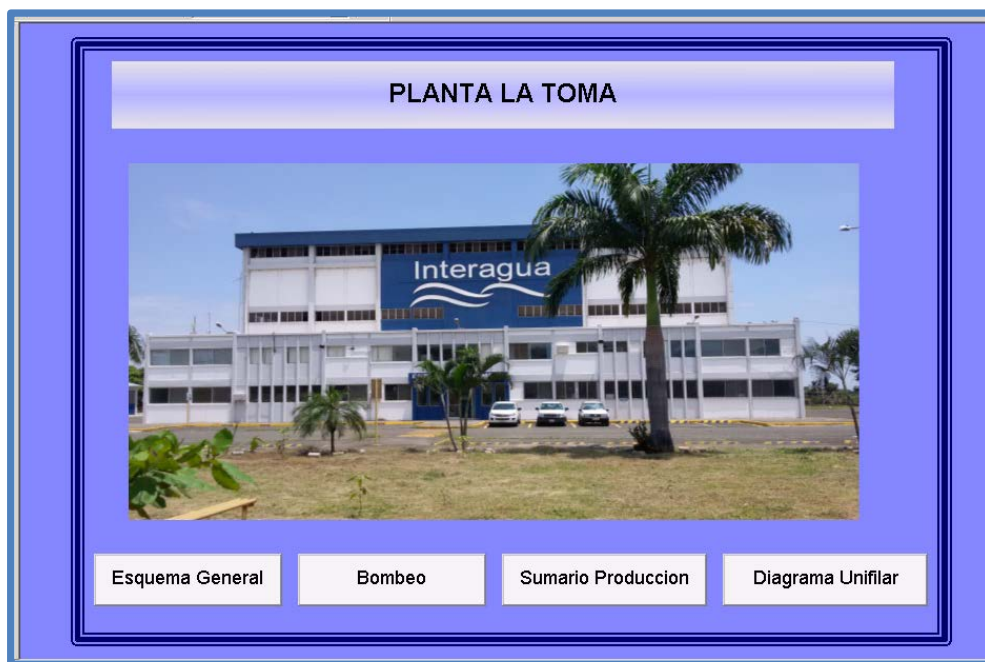 PLANTA LA TOMA
Interagua
Esquema General
Bombeo
Sumario Produccion
Diagrama Unifilar